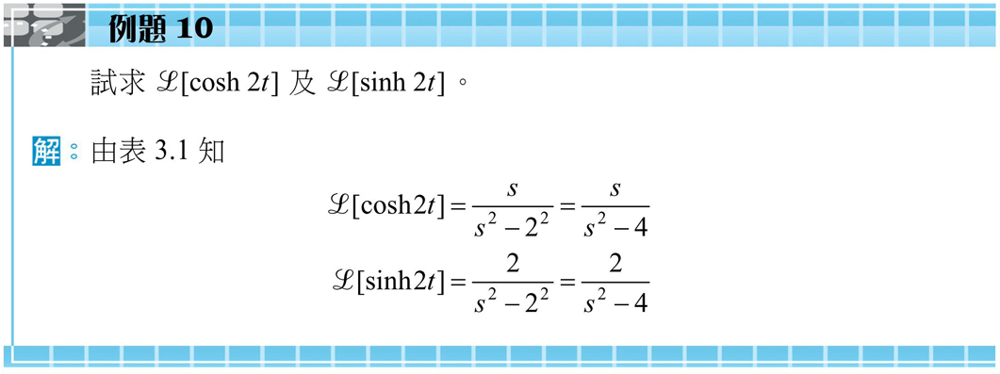 例題 10
試求 ℒ[cosh 2t] 及 ℒ[sinh 2t]。
解：由表 3.1 知
ℒ[cosh2t] = s/(s² − 2²) = s/(s² − 4)
ℒ[sinh2t] = 2/(s² − 2²) = 2/(s² − 4)